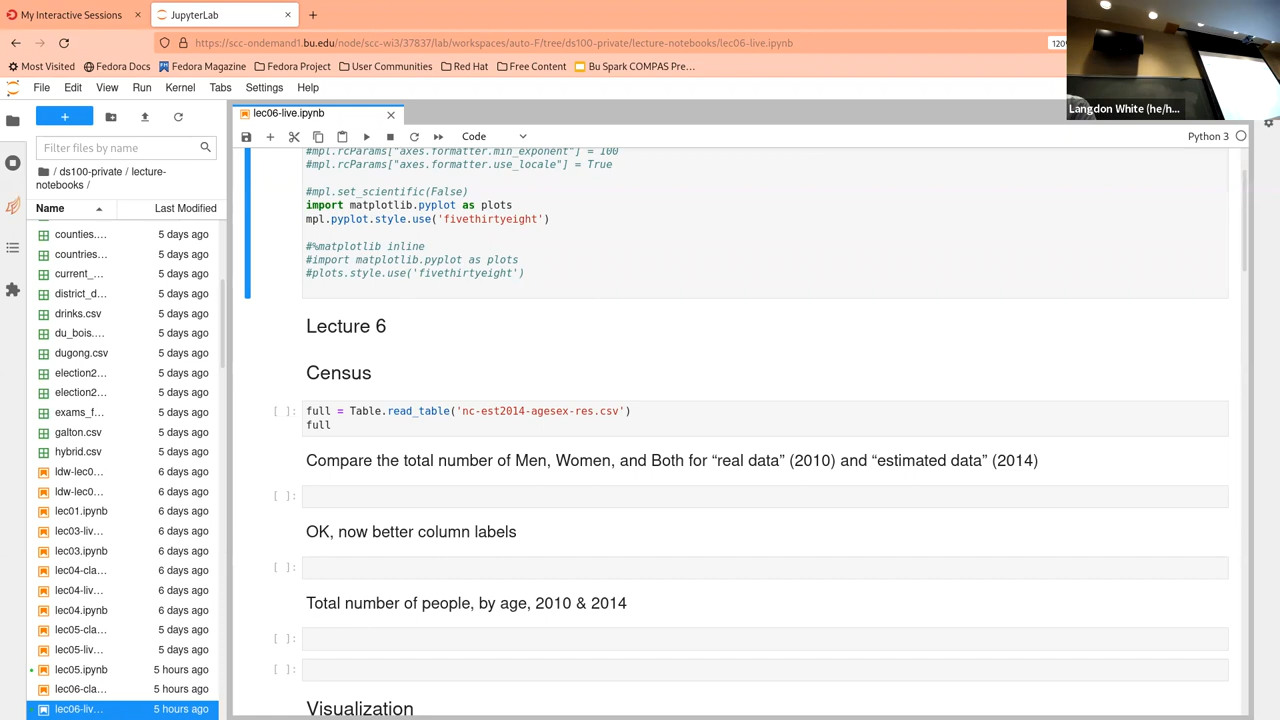 My Interactive Sessions
JupyterLab
https://scc-ondemand1.bu.edu/node/scc-wi3/37837/lab/workspaces/auto-F/tree/ds100-private/lecture-notebooks/lec06-live.ipynb
120
Most Visited
Fedora Docs
Fedora Magazine
Fedora Project
User Communities
Red Hat
Free Content
Bu Spark COMPAS Pre…
Langdon White (he/h...
File Edit View Run Kernel Tabs Settings Help
lec06-live.ipynb
Code
Python 3
Filter files by name
/ ds100-private / lecture-
notebooks /
Name Last Modified
counties.… 5 days ago
countries… 5 days ago
current_… 5 days ago
district_d… 5 days ago
drinks.csv 5 days ago
du_bois.… 5 days ago
dugong.csv 5 days ago
election2… 5 days ago
election2… 5 days ago
exams_f… 5 days ago
galton.csv 5 days ago
hybrid.csv 5 days ago
ldw-lec0… 6 days ago
ldw-lec0… 6 days ago
lec01.ipynb 6 days ago
lec03-liv… 6 days ago
lec03.ipynb 6 days ago
lec04-cla… 6 days ago
lec04-liv… 6 days ago
lec04.ipynb 6 days ago
lec05-cla… 5 days ago
lec05-liv… 5 days ago
lec05.ipynb 5 hours ago
lec06-cla… 5 hours ago
lec06-liv… 5 hours ago
#mpl.rcParams["axes.formatter.min_exponent"] = 100
#mpl.rcParams["axes.formatter.use_locale"] = True
#mpl.set_scientific(False)
import matplotlib.pyplot as plots
mpl.pyplot.style.use('fivethirtyeight')
#%matplotlib inline
#import matplotlib.pyplot as plots
#plots.style.use('fivethirtyeight')
Lecture 6
Census
[ ]: full = Table.read_table('nc-est2014-agesex-res.csv')
full
Compare the total number of Men, Women, and Both for “real data” (2010) and “estimated data” (2014)
[ ]:
OK, now better column labels
[ ]:
Total number of people, by age, 2010 & 2014
[ ]:
[ ]:
Visualization